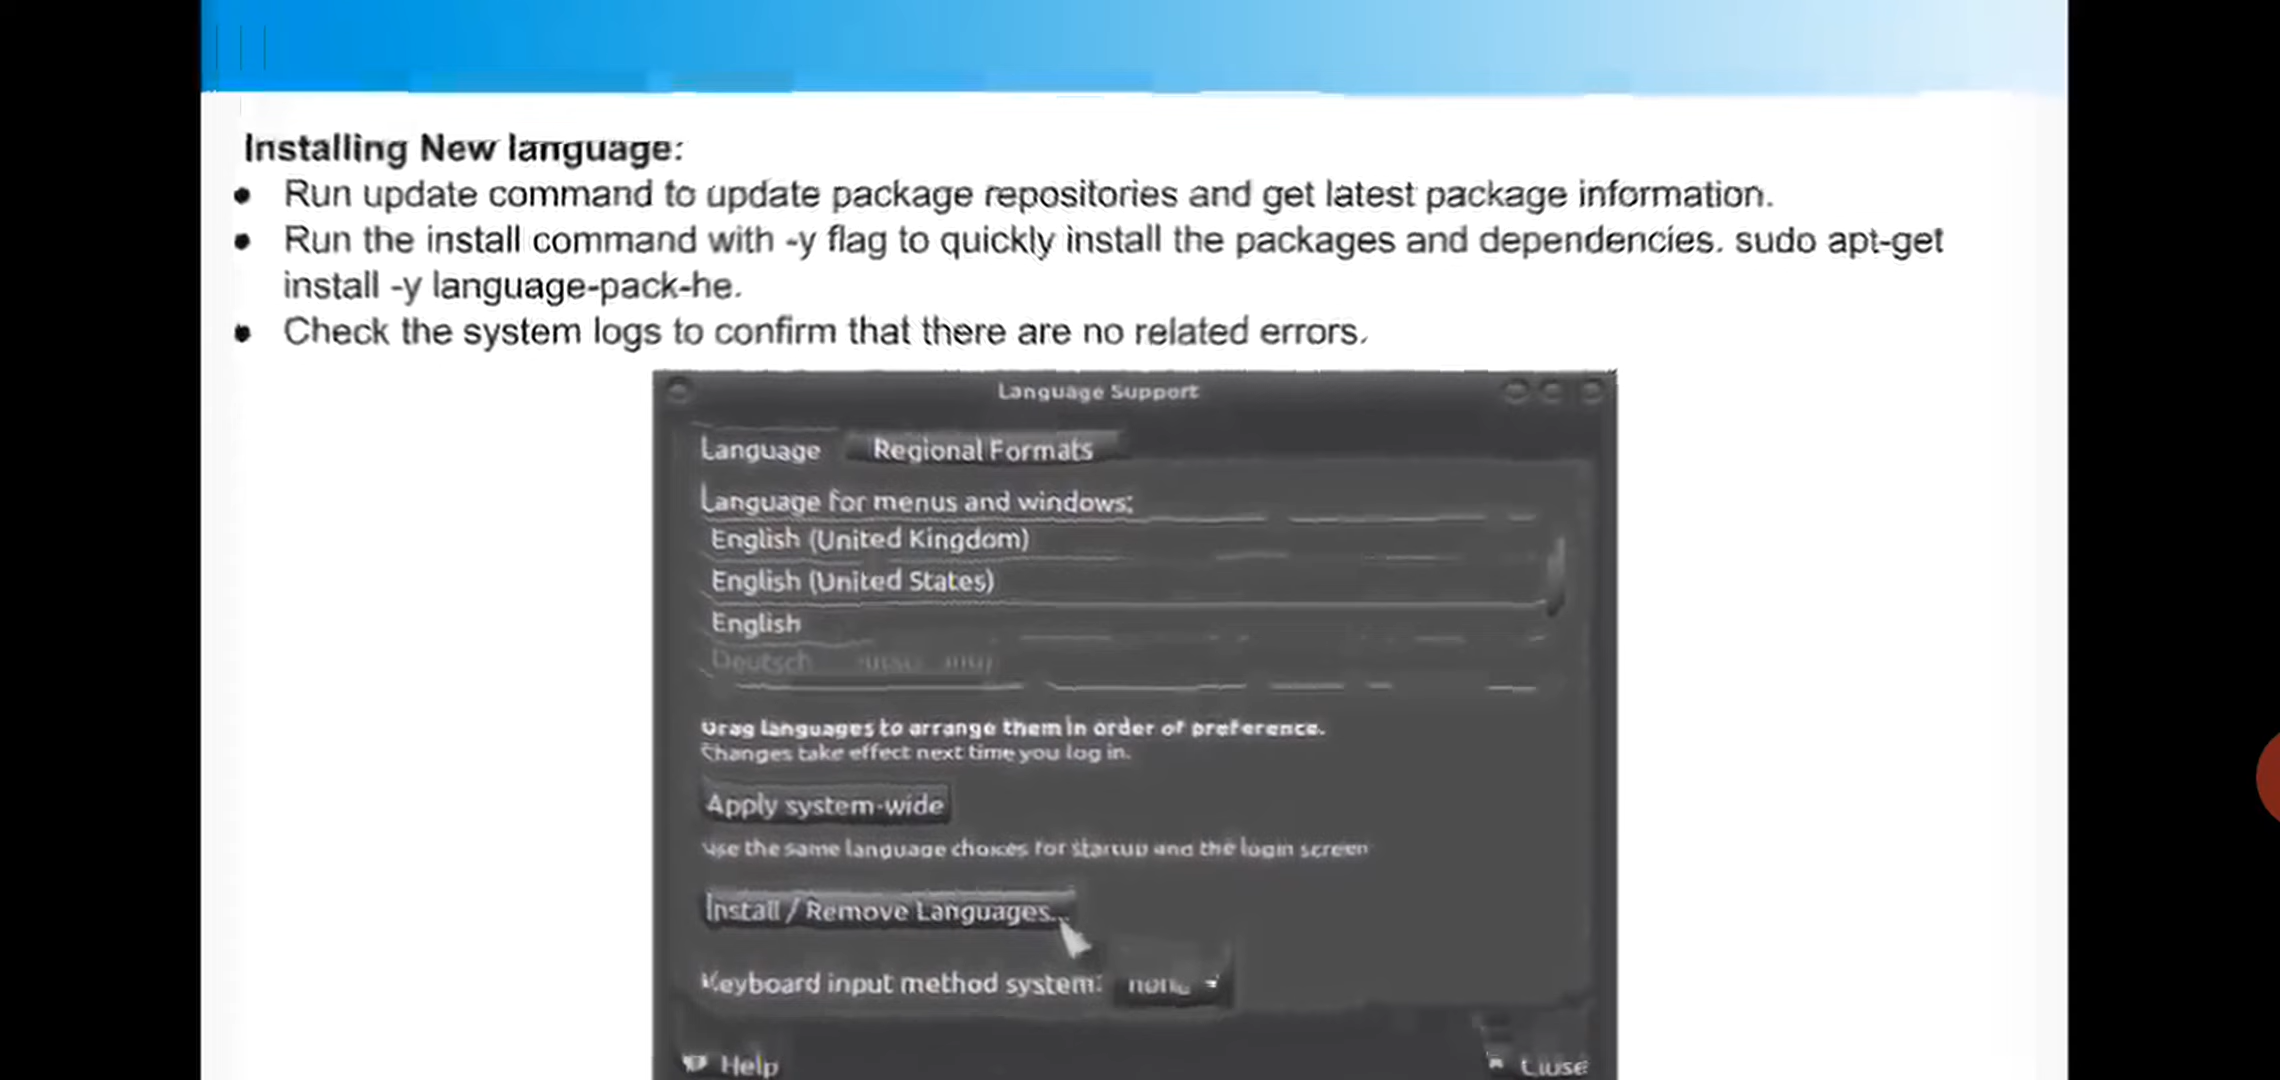 Installing New language:
• Run update command to update package repositories and get latest package information.
• Run the install command with -y flag to quickly install the packages and dependencies. sudo apt-get
install -y language-pack-he.
• Check the system logs to confirm that there are no related errors.
Language Support
Language Regional Formats
Language for menus and windows:
English (United Kingdom)
English (United States)
English
Deutsch
Drag languages to arrange them in order of preference.
Changes take effect next time you log in.
Apply system-wide
Use the same language choices for startup and the login screen
Install / Remove Languages...
Keyboard input method system: none
Help Close